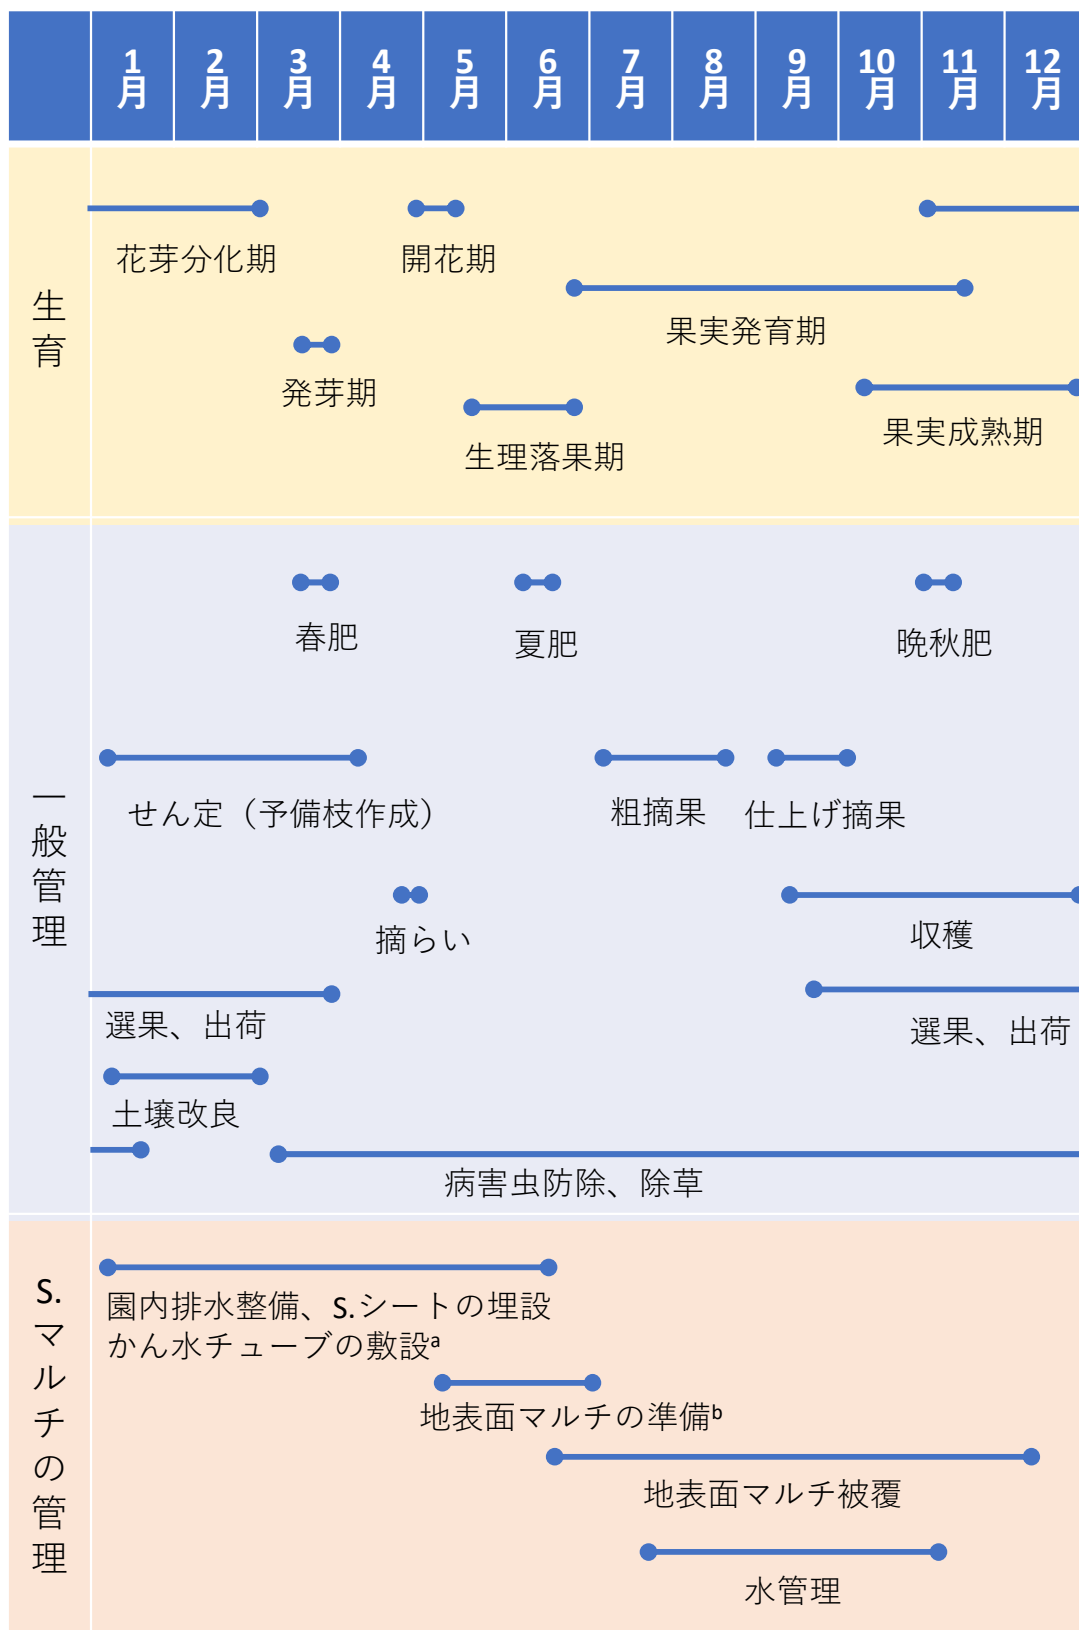 1月 2月 3月 4月 5月 6月 7月 8月 9月 10月 11月 12月
生育
花芽分化期
開花期
果実発育期
発芽期
果実成熟期
生理落果期
一般管理
春肥
夏肥
晩秋肥
せん定（予備枝作成）
粗摘果
仕上げ摘果
摘らい
収穫
選果、出荷
選果、出荷
土壌改良
病害虫防除、除草
S.マルチの管理
園内排水整備、S.シートの埋設
かん水チューブの敷設a
地表面マルチの準備b
地表面マルチ被覆
水管理